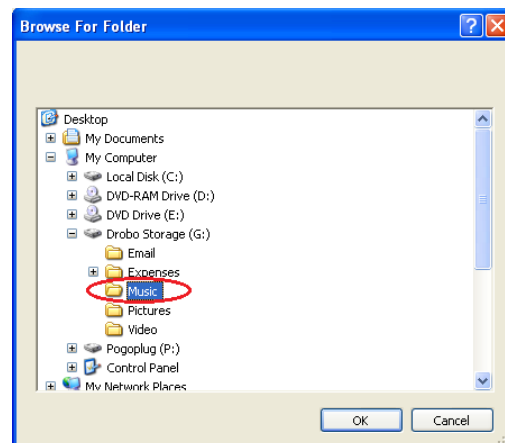 Browse For Folder
Desktop
My Documents
My Computer
Local Disk (C:)
DVD-RAM Drive (D:)
DVD Drive (E:)
Drobo Storage (G:)
Email
Expenses
Music
Pictures
Video
Pogoplug (P:)
Control Panel
My Network Places
OK Cancel